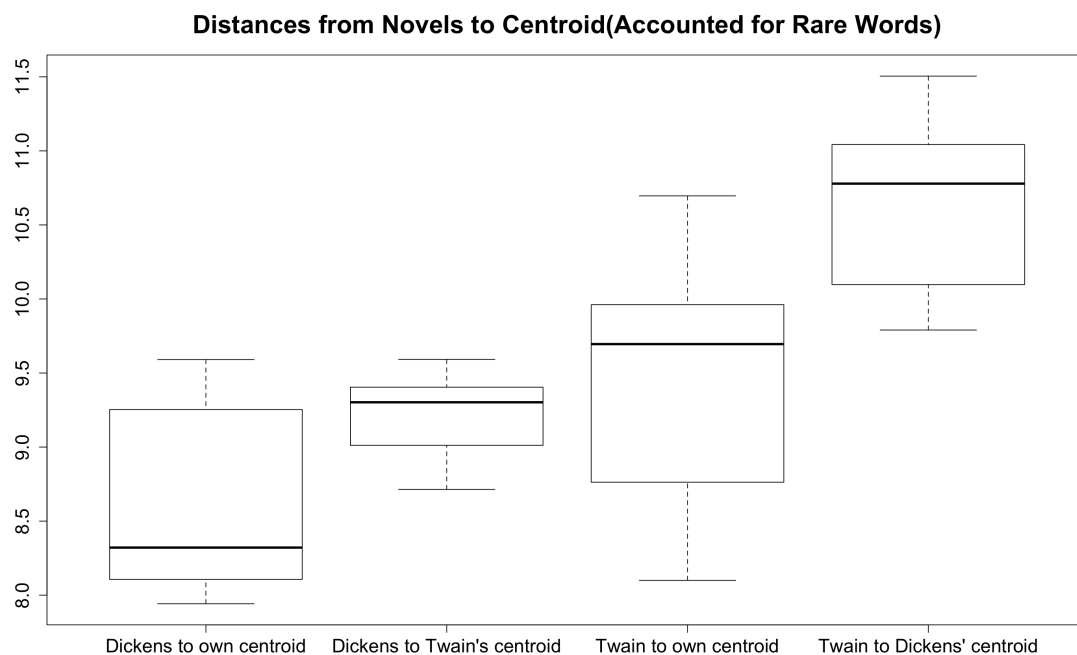 Distances from Novels to Centroid(Accounted for Rare Words)
11.5
11.0
10.5
10.0
9.5
9.0
8.5
8.0
Dickens to own centroid
Dickens to Twain's centroid
Twain to own centroid
Twain to Dickens' centroid